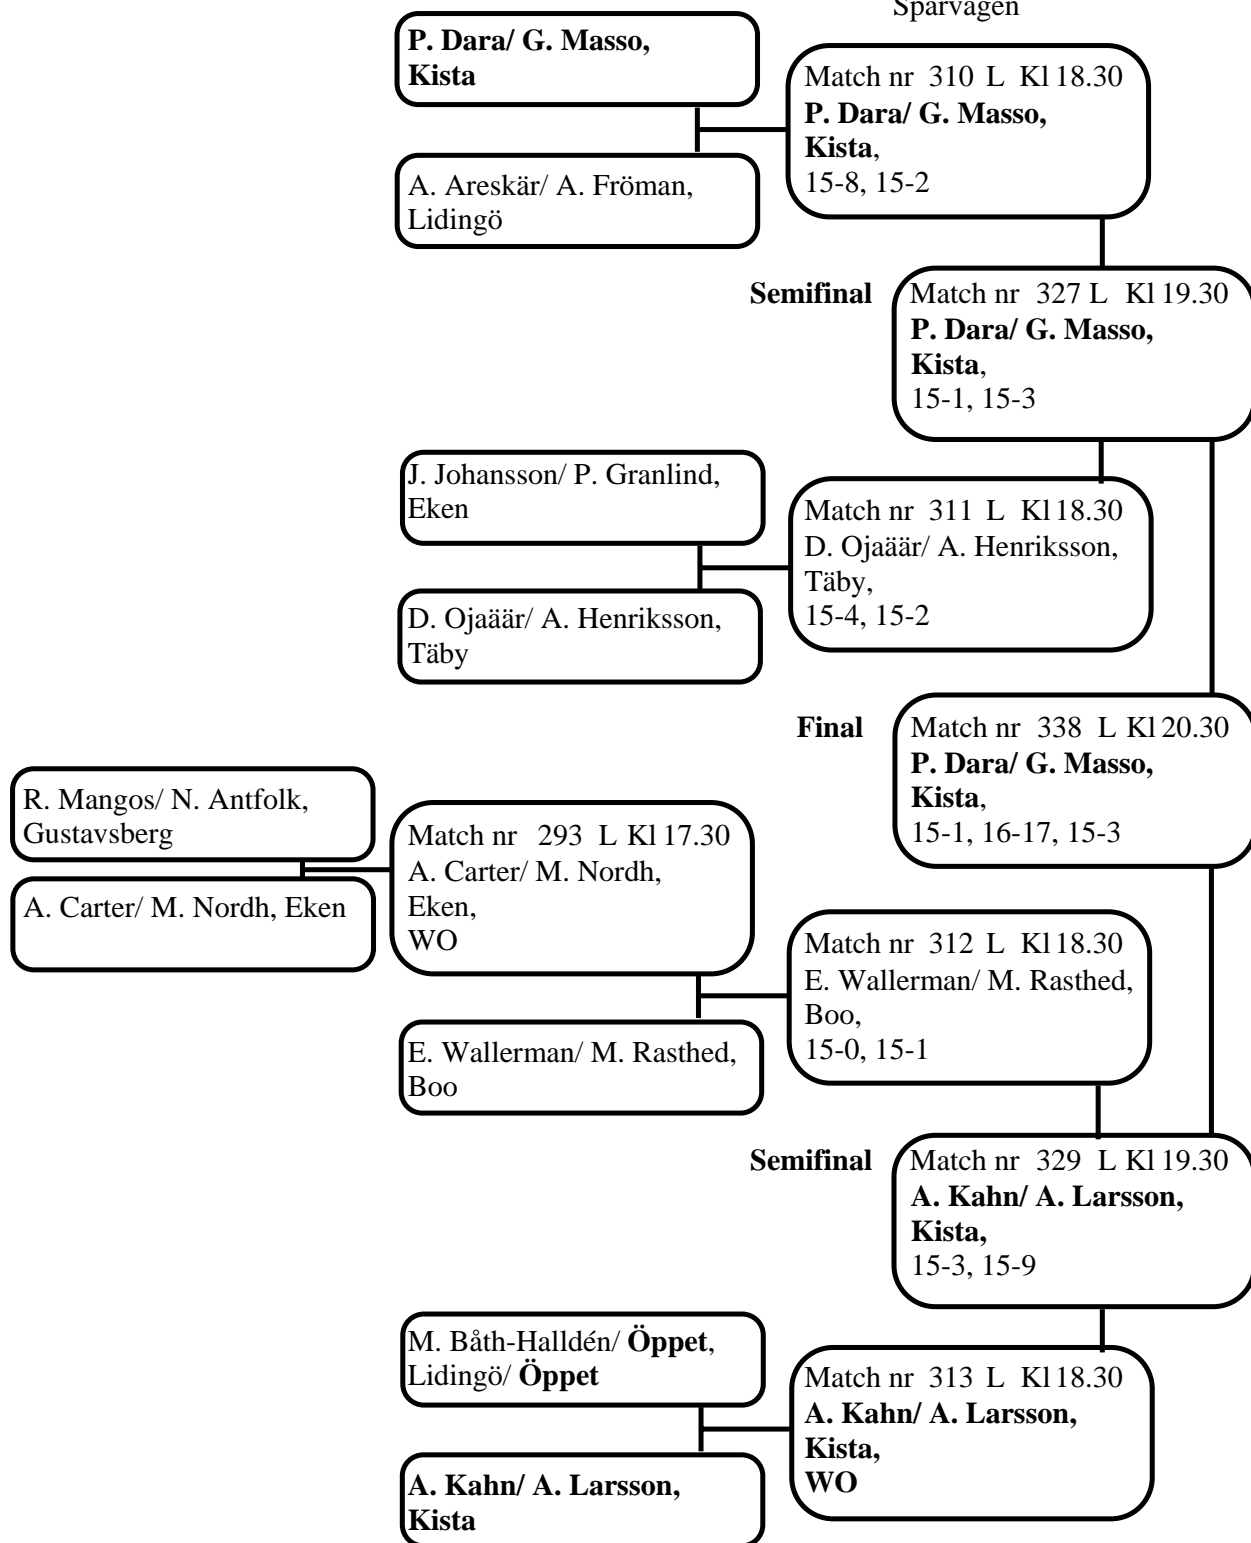 Spårvägen
P. Dara/ G. Masso,
Kista
Match nr 310 L Kl 18.30
P. Dara/ G. Masso,
Kista,
15-8, 15-2
A. Areskär/ A. Fröman,
Lidingö
Semifinal
Match nr 327 L Kl 19.30
P. Dara/ G. Masso,
Kista,
15-1, 15-3
J. Johansson/ P. Granlind,
Eken
Match nr 311 L Kl 18.30
D. Ojaäär/ A. Henriksson,
Täby,
15-4, 15-2
D. Ojaäär/ A. Henriksson,
Täby
Final
Match nr 338 L Kl 20.30
P. Dara/ G. Masso,
Kista,
15-1, 16-17, 15-3
R. Mangos/ N. Antfolk,
Gustavsberg
Match nr 293 L Kl 17.30
A. Carter/ M. Nordh,
Eken,
WO
A. Carter/ M. Nordh, Eken
Match nr 312 L Kl 18.30
E. Wallerman/ M. Rasthed,
Boo,
15-0, 15-1
E. Wallerman/ M. Rasthed,
Boo
Semifinal
Match nr 329 L Kl 19.30
A. Kahn/ A. Larsson,
Kista,
15-3, 15-9
M. Båth-Halldén/ Öppet,
Lidingö/ Öppet
Match nr 313 L Kl 18.30
A. Kahn/ A. Larsson,
Kista,
WO
A. Kahn/ A. Larsson,
Kista